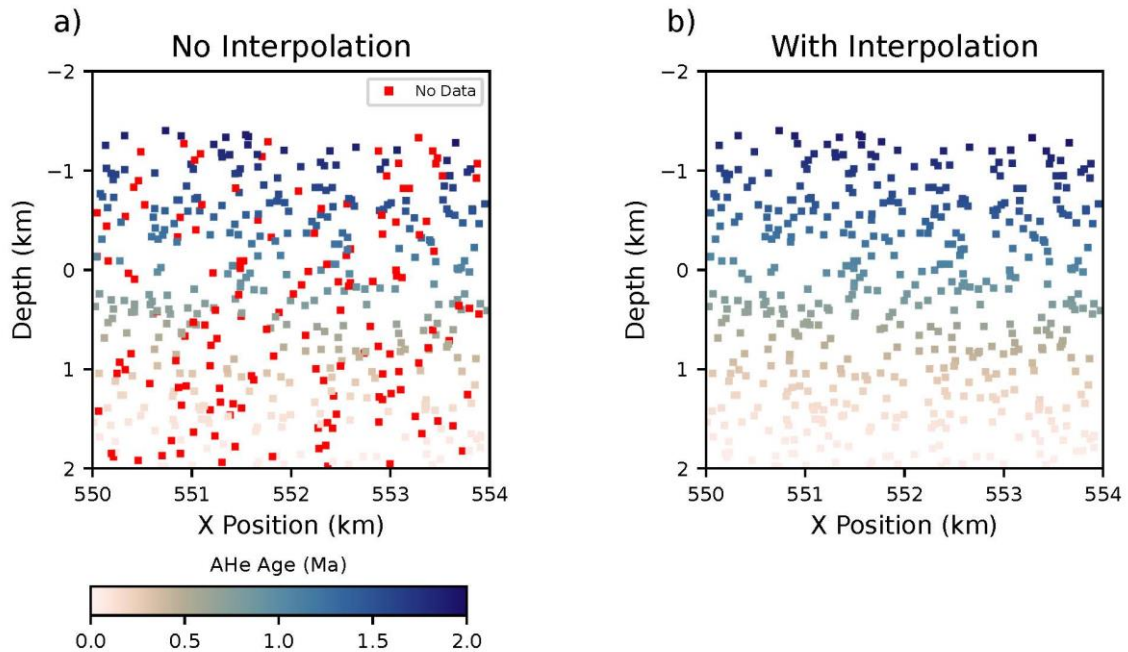 a)
No Interpolation
−2
−1
0
1
2
Depth (km)
No Data
550
551
552
553
554
X Position (km)
b)
With Interpolation
−2
−1
0
1
2
Depth (km)
550
551
552
553
554
X Position (km)
AHe Age (Ma)
0.0
0.5
1.0
1.5
2.0